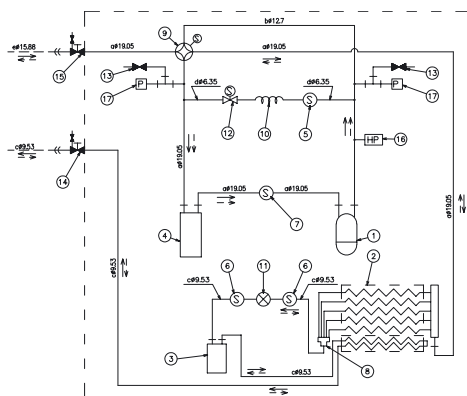 9
b⌀12.7
S
e⌀15.88
a⌀19.05
a⌀19.05
15
13
13
P
P
17
17
d⌀6.35
d⌀6.35
S
S
12
10
5
HP
16
c⌀9.53
14
a⌀19.05
a⌀19.05
a⌀19.05
a⌀19.05
S
7
4
1
c⌀9.53
6
11
6
2
c⌀9.53
c⌀9.53
S
S
3
8
c⌀9.53